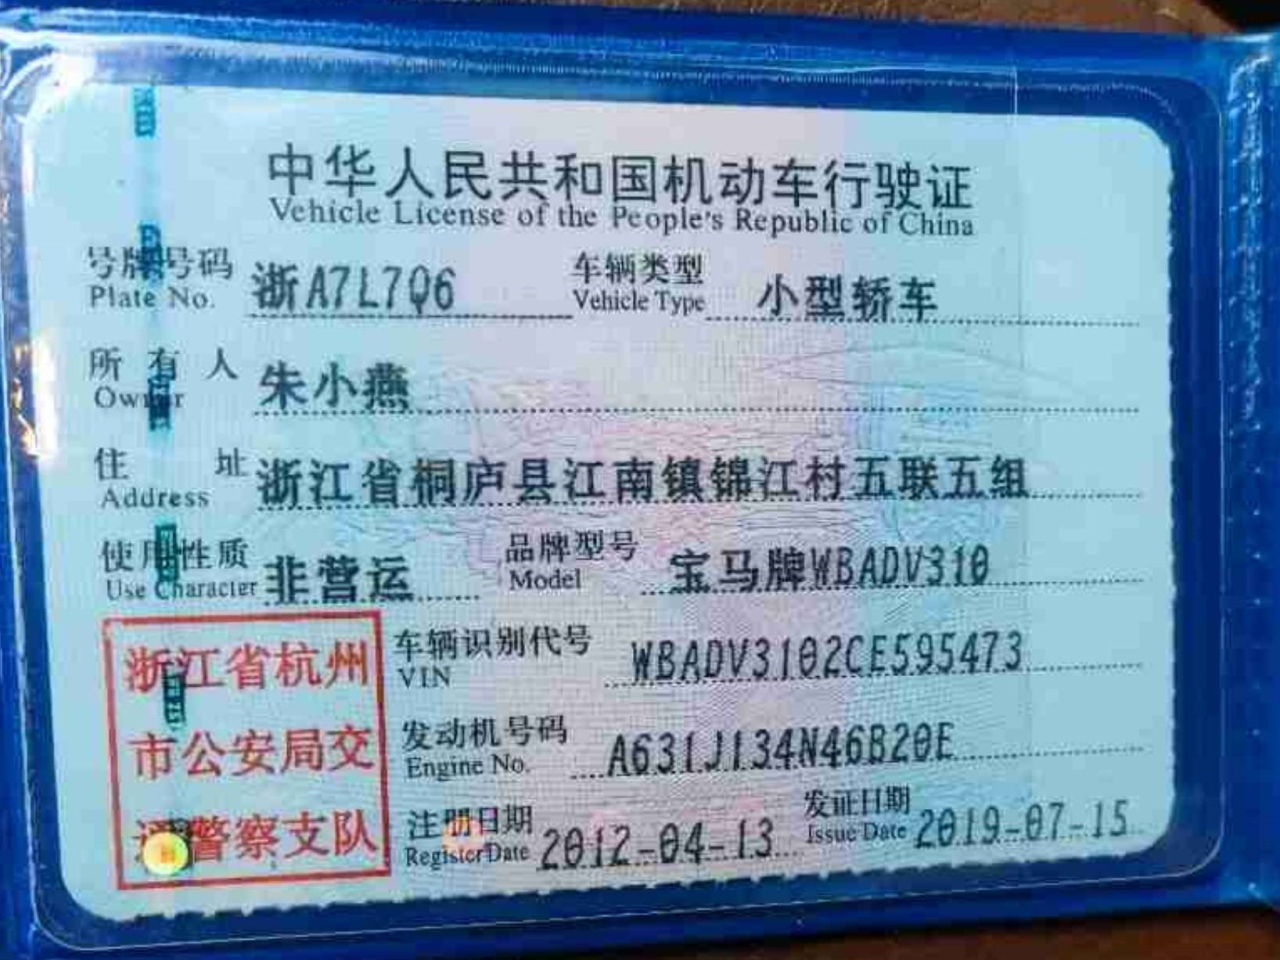 中华人民共和国机动车行驶证
Vehicle License of the People's Republic of China
号牌号码 浙A7L7Q6 车辆类型 小型轿车
Plate No. Vehicle Type
所有人 朱小燕
Owner
住址 浙江省桐庐县江南镇锦江村五联五组
Address
使用性质 非营运 品牌型号 宝马牌WBADV310
Use Character Model
浙江省杭州
市公安局交
通警察支队
车辆识别代号 WBADV3102CE595473
VIN
发动机号码 A631J134N46B20E
Engine No.
注册日期 2012-04-13 发证日期 2019-07-15
Register Date Issue Date